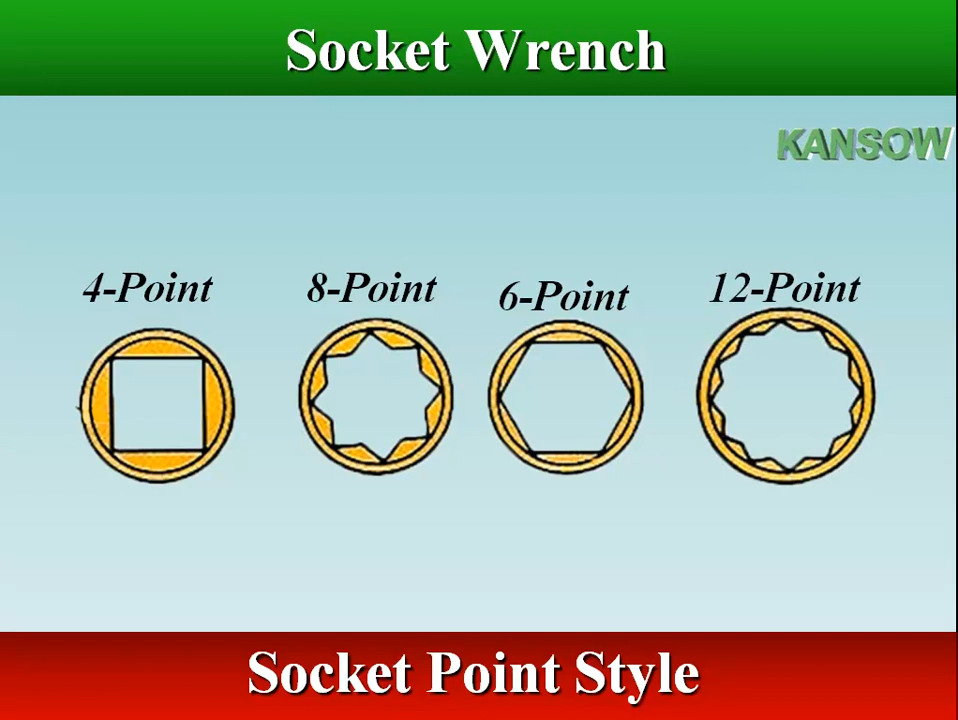 Socket Wrench
KANSOW
4-Point
8-Point
6-Point
12-Point
Socket Point Style